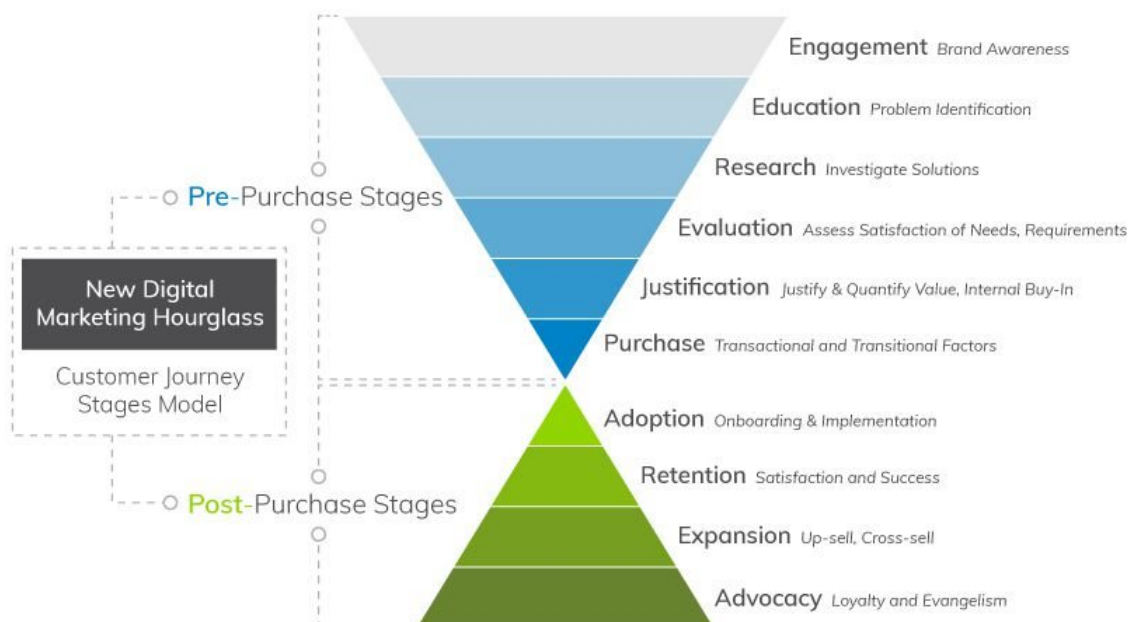 Engagement Brand Awareness
Education Problem Identification
Research Investigate Solutions
Pre-Purchase Stages
Evaluation Assess Satisfaction of Needs, Requirements
New Digital
Marketing Hourglass
Justification Justify & Quantify Value, Internal Buy-In
Purchase Transactional and Transitional Factors
Customer Journey
Stages Model
Adoption Onboarding & Implementation
Retention Satisfaction and Success
Post-Purchase Stages
Expansion Up-sell, Cross-sell
Advocacy Loyalty and Evangelism